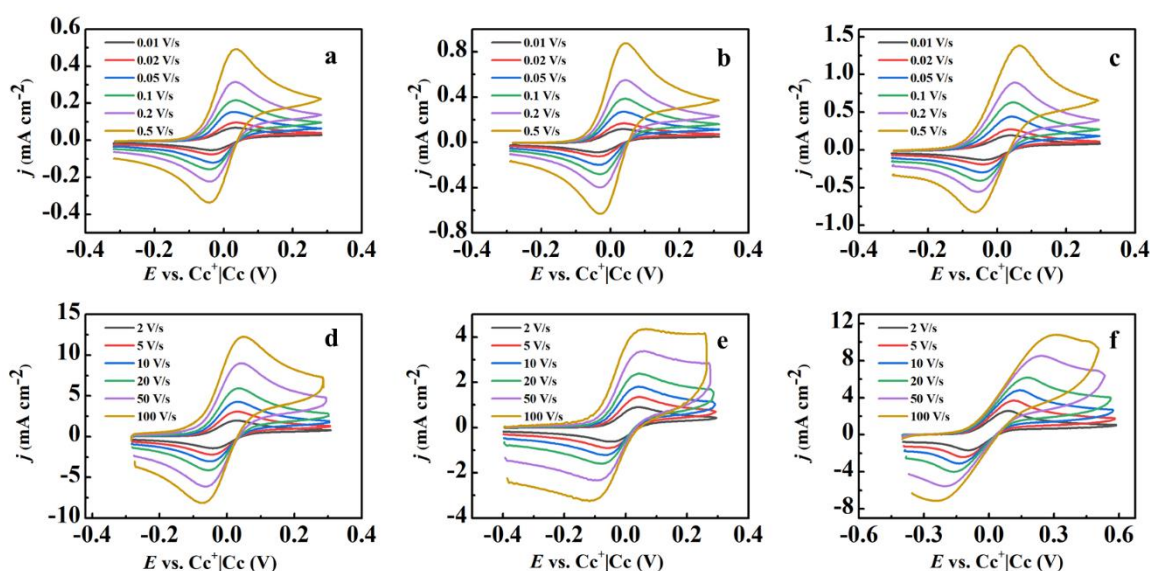 a
0.01 V/s
0.02 V/s
0.05 V/s
0.1 V/s
0.2 V/s
0.5 V/s
0.6
0.4
0.2
0.0
-0.2
-0.4
j (mA cm⁻²)
-0.4 -0.2 0.0 0.2 0.4
E vs. Cc⁺|Cc (V)
b
0.01 V/s
0.02 V/s
0.05 V/s
0.1 V/s
0.2 V/s
0.5 V/s
0.8
0.4
0.0
-0.4
-0.8
j (mA cm⁻²)
-0.4 -0.2 0.0 0.2 0.4
E vs. Cc⁺|Cc (V)
c
0.01 V/s
0.02 V/s
0.05 V/s
0.1 V/s
0.2 V/s
0.5 V/s
1.5
1.0
0.5
0.0
-0.5
-1.0
j (mA cm⁻²)
-0.4 -0.2 0.0 0.2 0.4
E vs. Cc⁺|Cc (V)
d
2 V/s
5 V/s
10 V/s
20 V/s
50 V/s
100 V/s
15
10
5
0
-5
-10
j (mA cm⁻²)
-0.4 -0.2 0.0 0.2 0.4
E vs. Cc⁺|Cc (V)
e
2 V/s
5 V/s
10 V/s
20 V/s
50 V/s
100 V/s
4
2
0
-2
-4
j (mA cm⁻²)
-0.4 -0.2 0.0 0.2 0.4
E vs. Cc⁺|Cc (V)
f
2 V/s
5 V/s
10 V/s
20 V/s
50 V/s
100 V/s
12
8
4
0
-4
-8
j (mA cm⁻²)
-0.6 -0.3 0.0 0.3 0.6
E vs. Cc⁺|Cc (V)